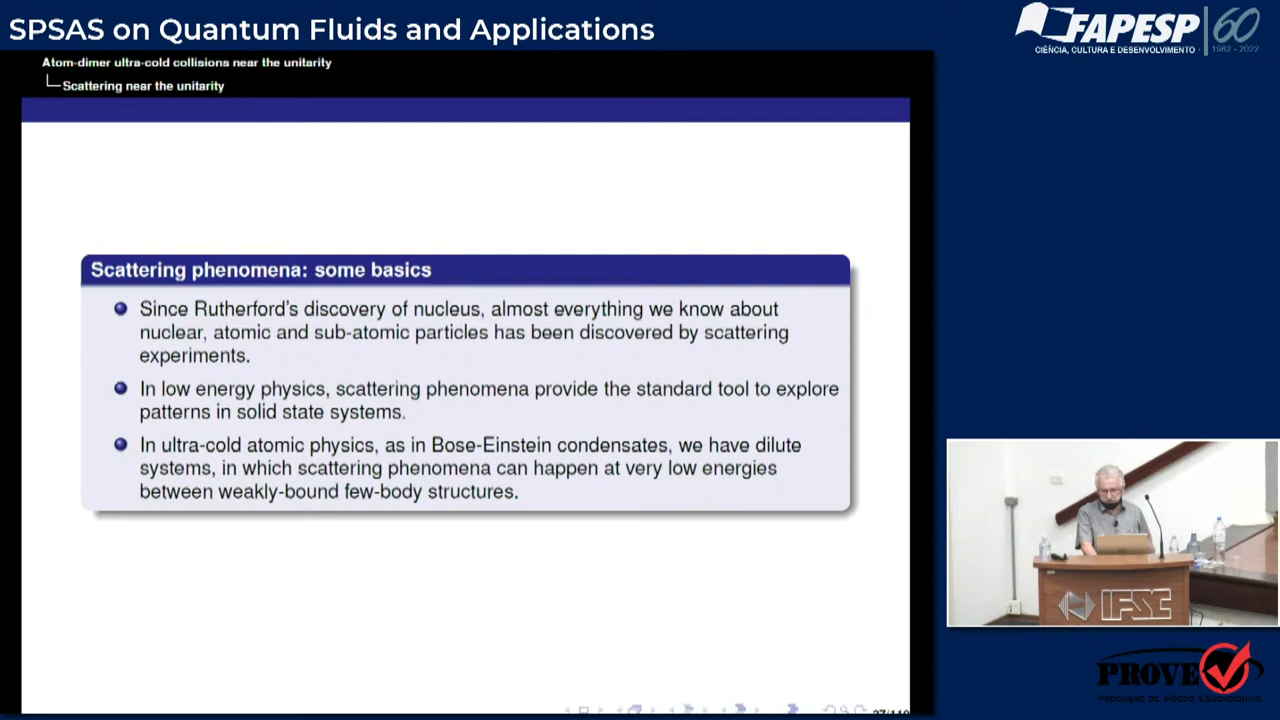 SPSAS on Quantum Fluids and Applications
FAPESP
60
CIÊNCIA, CULTURA E DESENVOLVIMENTO
1962 - 2022
Atom-dimer ultra-cold collisions near the unitarity
Scattering near the unitarity
Scattering phenomena: some basics
Since Rutherford's discovery of nucleus, almost everything we know about
nuclear, atomic and sub-atomic particles has been discovered by scattering
experiments.
In low energy physics, scattering phenomena provide the standard tool to explore
patterns in solid state systems.
In ultra-cold atomic physics, as in Bose-Einstein condensates, we have dilute
systems, in which scattering phenomena can happen at very low energies
between weakly-bound few-body structures.
IFSC
PROVE
PRODUÇÃO DE VÍDEOS EDUCACIONAIS